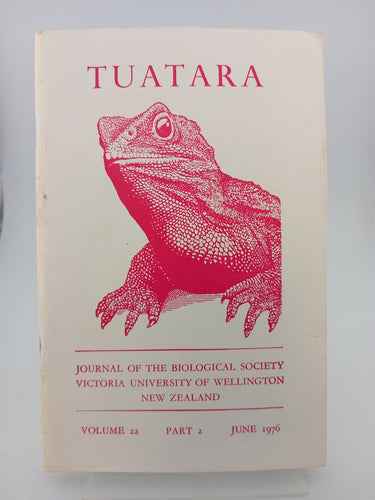 TUATARA
JOURNAL OF THE BIOLOGICAL SOCIETY
VICTORIA UNIVERSITY OF WELLINGTON
NEW ZEALAND
VOLUME 22 PART 2 JUNE 1976